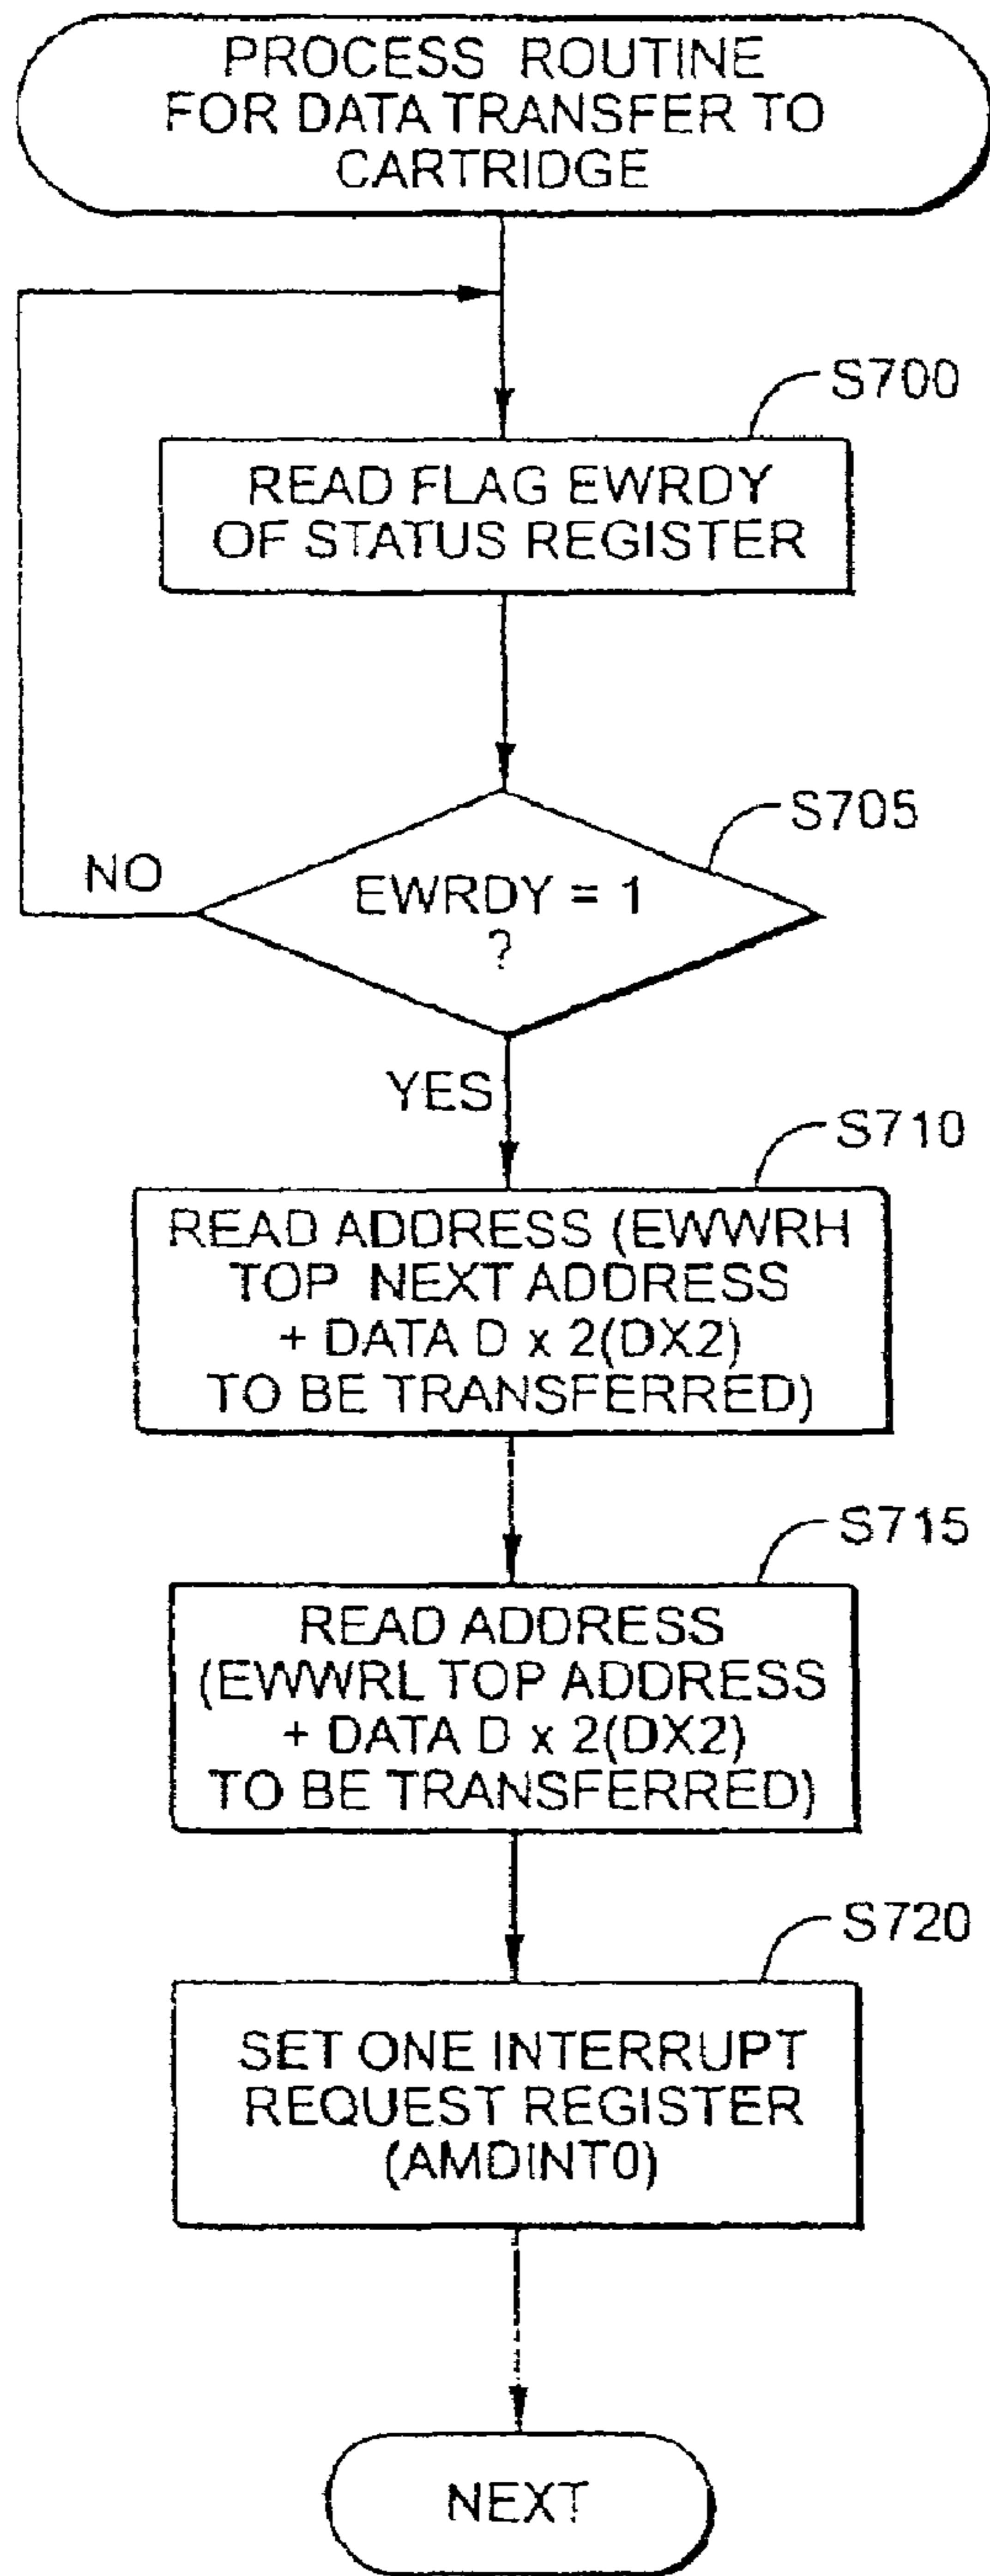 PROCESS ROUTINE
FOR DATA TRANSFER TO
CARTRIDGE
S700
READ FLAG EWRDY
OF STATUS REGISTER
S705
NO
EWRDY = 1
?
YES
S710
READ ADDRESS (EWWRH
TOP NEXT ADDRESS
+ DATA D x 2(DX2)
TO BE TRANSFERRED)
S715
READ ADDRESS
(EWWRL TOP ADDRESS
+ DATA D x 2(DX2)
TO BE TRANSFERRED)
S720
SET ONE INTERRUPT
REQUEST REGISTER
(AMDINT0)
NEXT